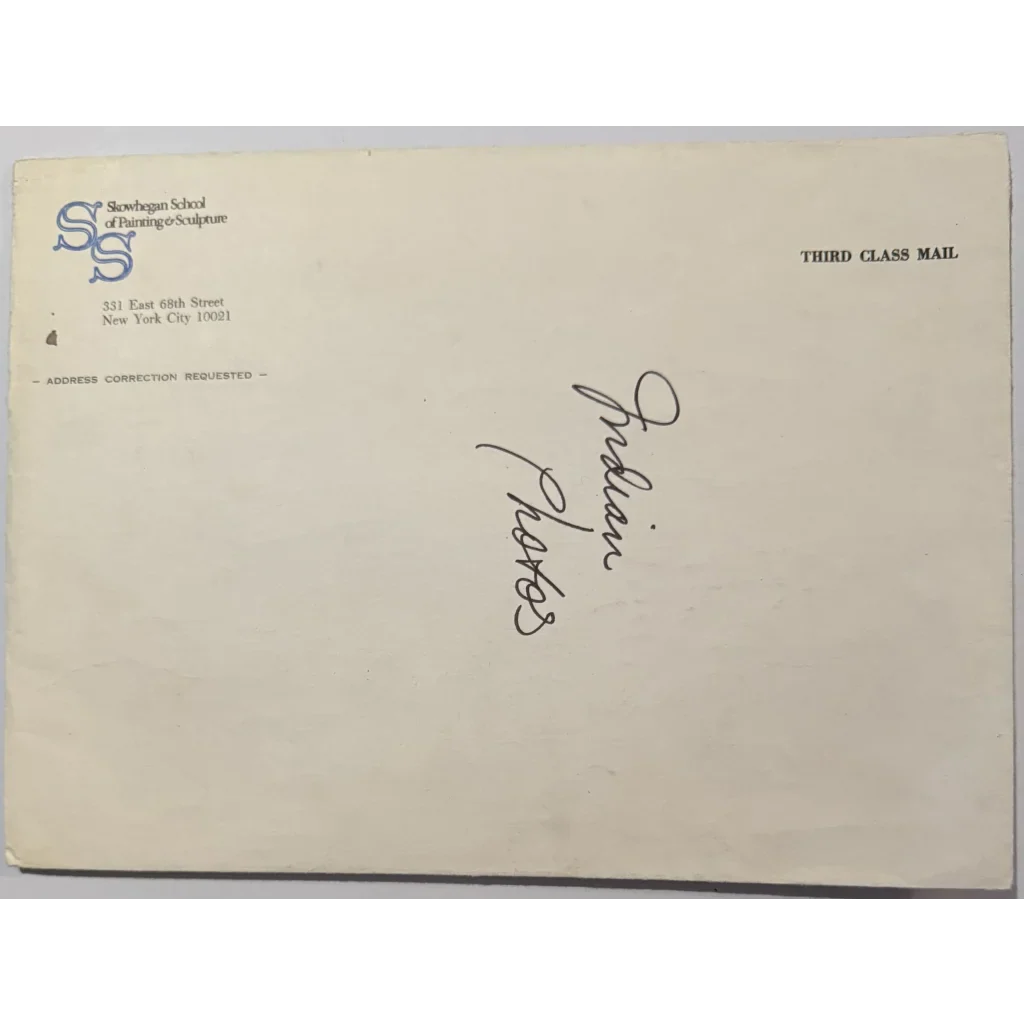 SS
Skowhegan School
of Painting & Sculpture
331 East 68th Street
New York City 10021
– ADDRESS CORRECTION REQUESTED –
THIRD CLASS MAIL
Indian
Photos